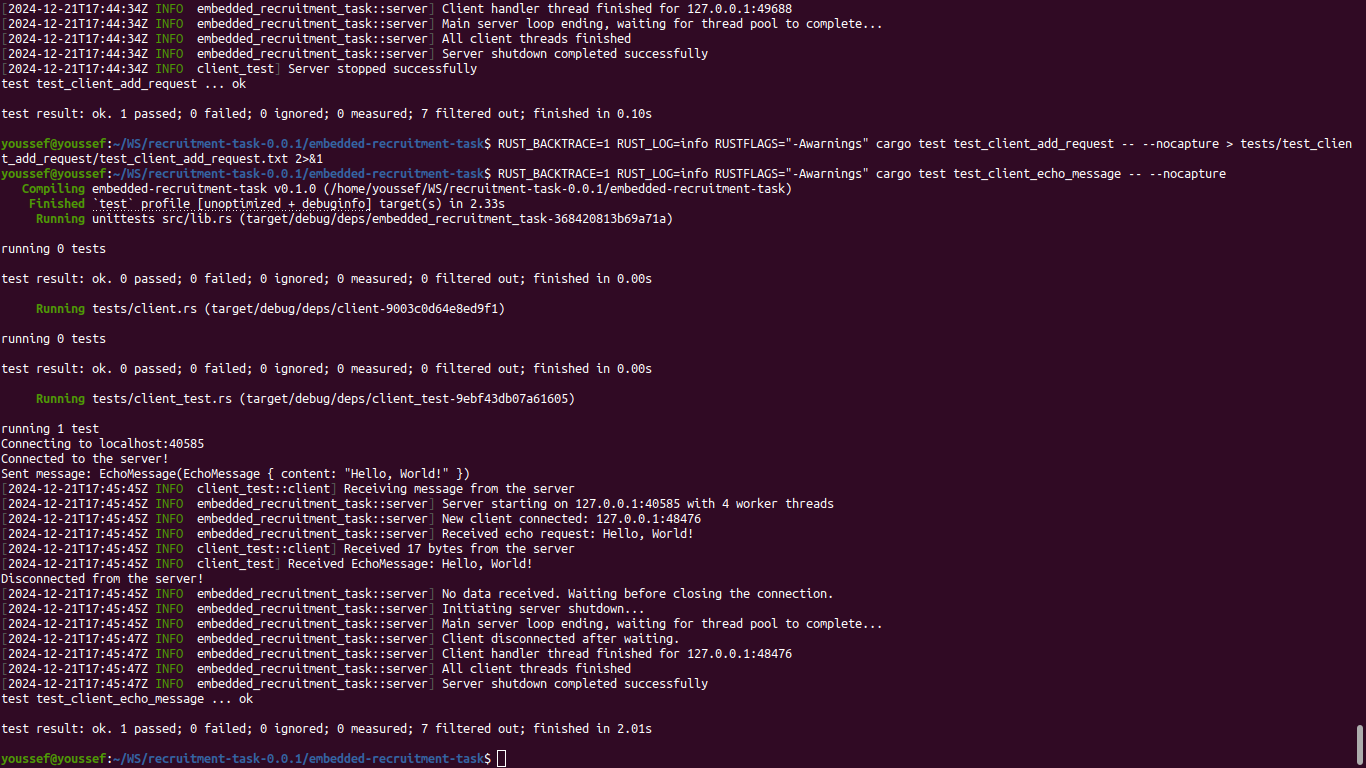 [2024-12-21T17:44:34Z INFO  embedded_recruitment_task::server] Client handler thread finished for 127.0.0.1:49688
[2024-12-21T17:44:34Z INFO  embedded_recruitment_task::server] Main server loop ending, waiting for thread pool to complete...
[2024-12-21T17:44:34Z INFO  embedded_recruitment_task::server] All client threads finished
[2024-12-21T17:44:34Z INFO  embedded_recruitment_task::server] Server shutdown completed successfully
[2024-12-21T17:44:34Z INFO  client_test] Server stopped successfully
test test_client_add_request ... ok
test result: ok. 1 passed; 0 failed; 0 ignored; 0 measured; 7 filtered out; finished in 0.10s
youssef@youssef:~/WS/recruitment-task-0.0.1/embedded-recruitment-task$ RUST_BACKTRACE=1 RUST_LOG=info RUSTFLAGS="-Awarnings" cargo test test_client_add_request -- --nocapture > tests/test_clien
t_add_request/test_client_add_request.txt 2>&1
youssef@youssef:~/WS/recruitment-task-0.0.1/embedded-recruitment-task$ RUST_BACKTRACE=1 RUST_LOG=info RUSTFLAGS="-Awarnings" cargo test test_client_echo_message -- --nocapture
   Compiling embedded-recruitment-task v0.1.0 (/home/youssef/WS/recruitment-task-0.0.1/embedded-recruitment-task)
    Finished `test` profile [unoptimized + debuginfo] target(s) in 2.33s
     Running unittests src/lib.rs (target/debug/deps/embedded_recruitment_task-368420813b69a71a)
running 0 tests
test result: ok. 0 passed; 0 failed; 0 ignored; 0 measured; 0 filtered out; finished in 0.00s
     Running tests/client.rs (target/debug/deps/client-9003c0d64e8ed9f1)
running 0 tests
test result: ok. 0 passed; 0 failed; 0 ignored; 0 measured; 0 filtered out; finished in 0.00s
     Running tests/client_test.rs (target/debug/deps/client_test-9ebf43db07a61605)
running 1 test
Connecting to localhost:40585
Connected to the server!
Sent message: EchoMessage(EchoMessage { content: "Hello, World!" })
[2024-12-21T17:45:45Z INFO  client_test::client] Receiving message from the server
[2024-12-21T17:45:45Z INFO  embedded_recruitment_task::server] Server starting on 127.0.0.1:40585 with 4 worker threads
[2024-12-21T17:45:45Z INFO  embedded_recruitment_task::server] New client connected: 127.0.0.1:48476
[2024-12-21T17:45:45Z INFO  embedded_recruitment_task::server] Received echo request: Hello, World!
[2024-12-21T17:45:45Z INFO  client_test::client] Received 17 bytes from the server
[2024-12-21T17:45:45Z INFO  client_test] Received EchoMessage: Hello, World!
Disconnected from the server!
[2024-12-21T17:45:45Z INFO  embedded_recruitment_task::server] No data received. Waiting before closing the connection.
[2024-12-21T17:45:45Z INFO  embedded_recruitment_task::server] Initiating server shutdown...
[2024-12-21T17:45:45Z INFO  embedded_recruitment_task::server] Main server loop ending, waiting for thread pool to complete...
[2024-12-21T17:45:47Z INFO  embedded_recruitment_task::server] Client disconnected after waiting.
[2024-12-21T17:45:47Z INFO  embedded_recruitment_task::server] Client handler thread finished for 127.0.0.1:48476
[2024-12-21T17:45:47Z INFO  embedded_recruitment_task::server] All client threads finished
[2024-12-21T17:45:47Z INFO  embedded_recruitment_task::server] Server shutdown completed successfully
test test_client_echo_message ... ok
test result: ok. 1 passed; 0 failed; 0 ignored; 0 measured; 7 filtered out; finished in 2.01s
youssef@youssef:~/WS/recruitment-task-0.0.1/embedded-recruitment-task$